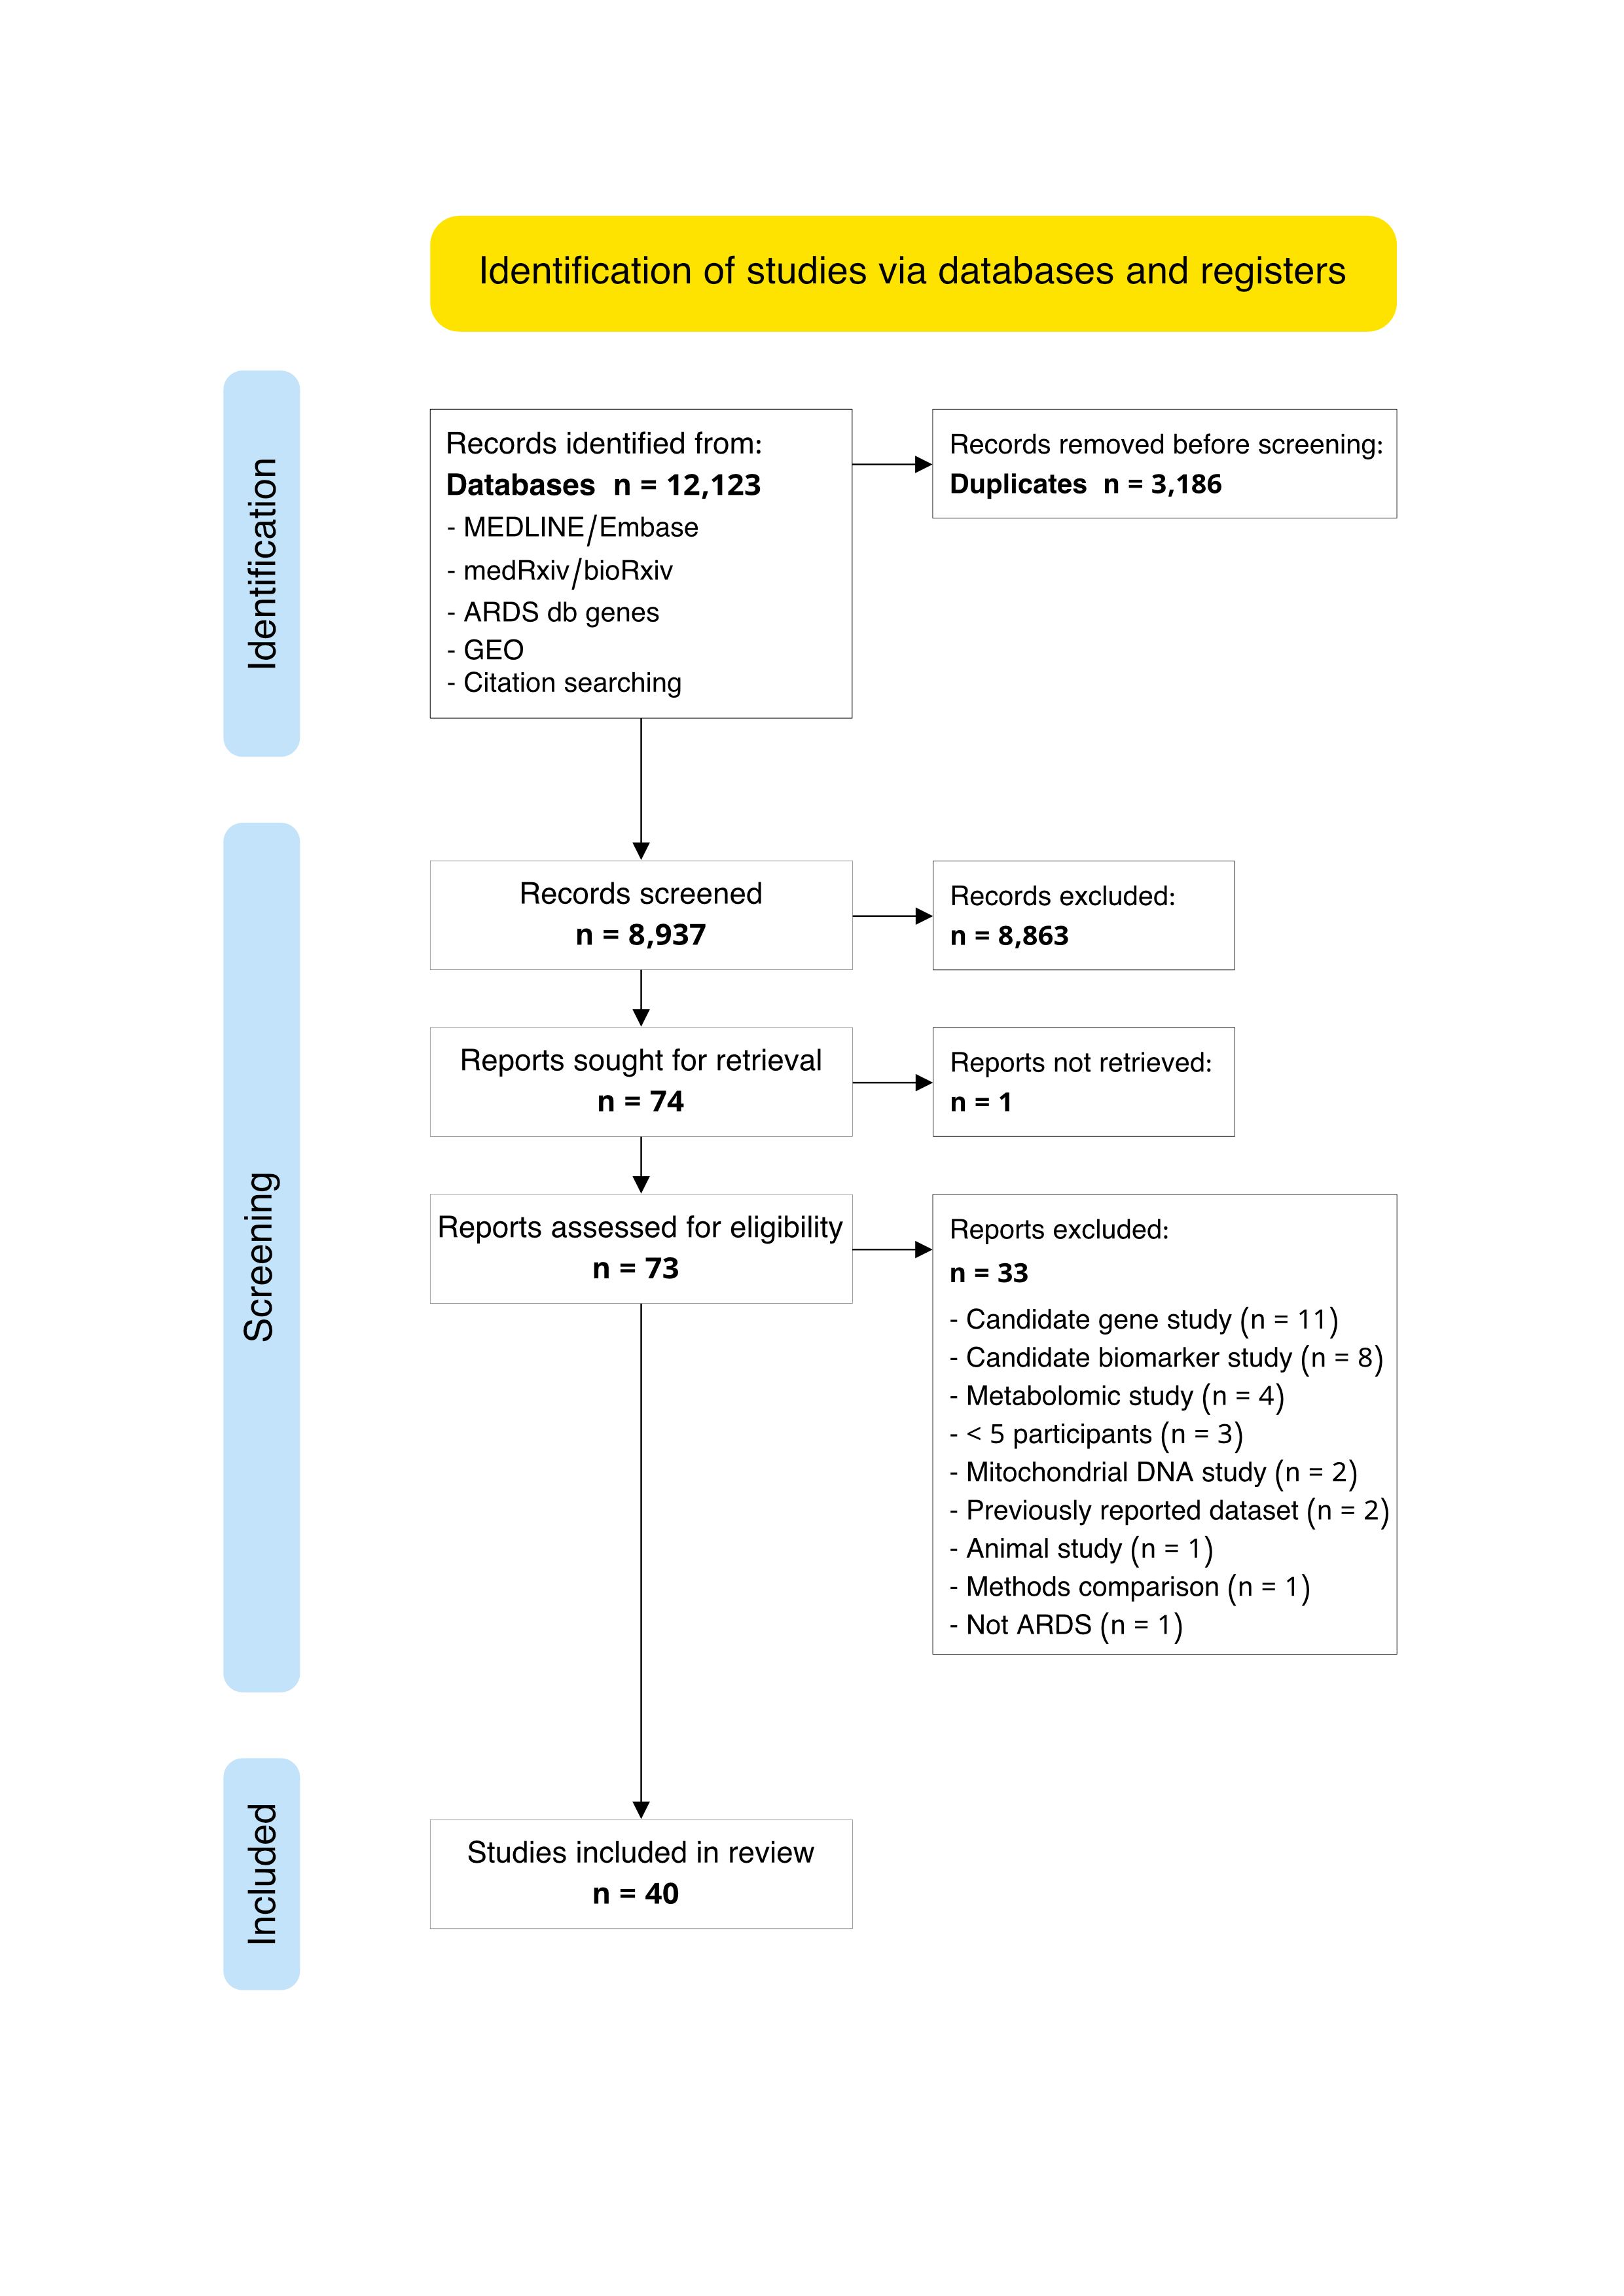 Identification of studies via databases and registers
Identification
Records identified from:
Databases n = 12,123
- MEDLINE/Embase
- medRxiv/bioRxiv
- ARDS db genes
- GEO
- Citation searching
Records removed before screening:
Duplicates n = 3,186
Screening
Records screened
n = 8,937
Records excluded:
n = 8,863
Reports sought for retrieval
n = 74
Reports not retrieved:
n = 1
Reports assessed for eligibility
n = 73
Reports excluded:
n = 33
- Candidate gene study (n = 11)
- Candidate biomarker study (n = 8)
- Metabolomic study (n = 4)
- < 5 participants (n = 3)
- Mitochondrial DNA study (n = 2)
- Previously reported dataset (n = 2)
- Animal study (n = 1)
- Methods comparison (n = 1)
- Not ARDS (n = 1)
Included
Studies included in review
n = 40